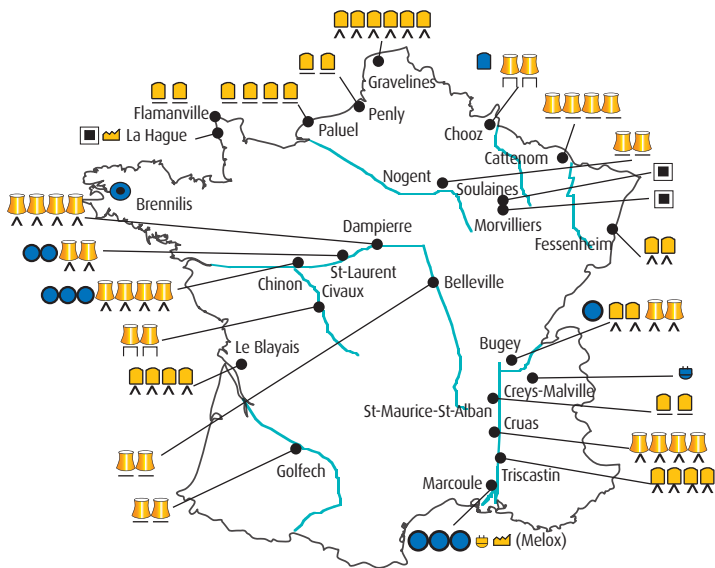 Gravelines
Penly
Flamanville
La Hague
Paluel
Chooz
Cattenom
Nogent
Soulaines
Morvilliers
Brennilis
Fessenheim
Dampierre
St-Laurent
Chinon
Civaux
Belleville
Bugey
Le Blayais
Creys-Malville
St-Maurice-St-Alban
Cruas
Golfech
Triscastin
Marcoule
(Melox)